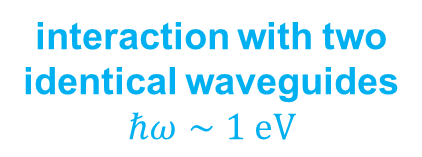 interaction with two
identical waveguides
ℏω ~ 1 eV